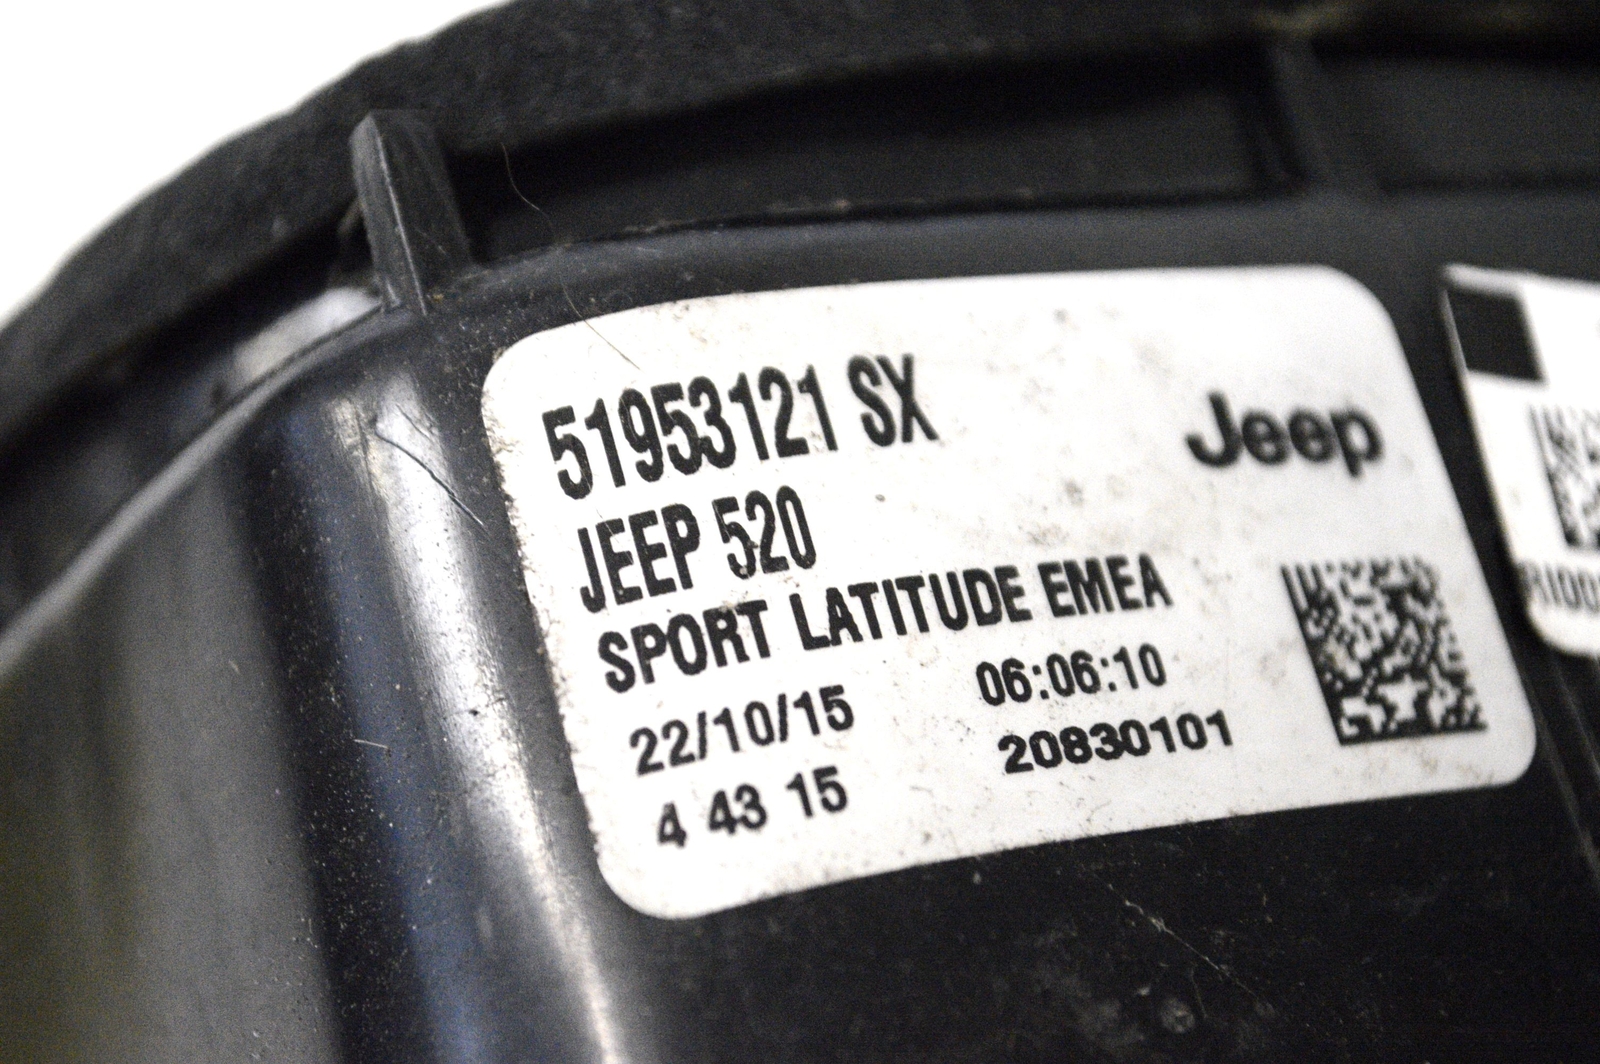 51953121 SX
Jeep
JEEP 520
SPORT LATITUDE EMEA
22/10/15 06:06:10
4 43 15 20830101